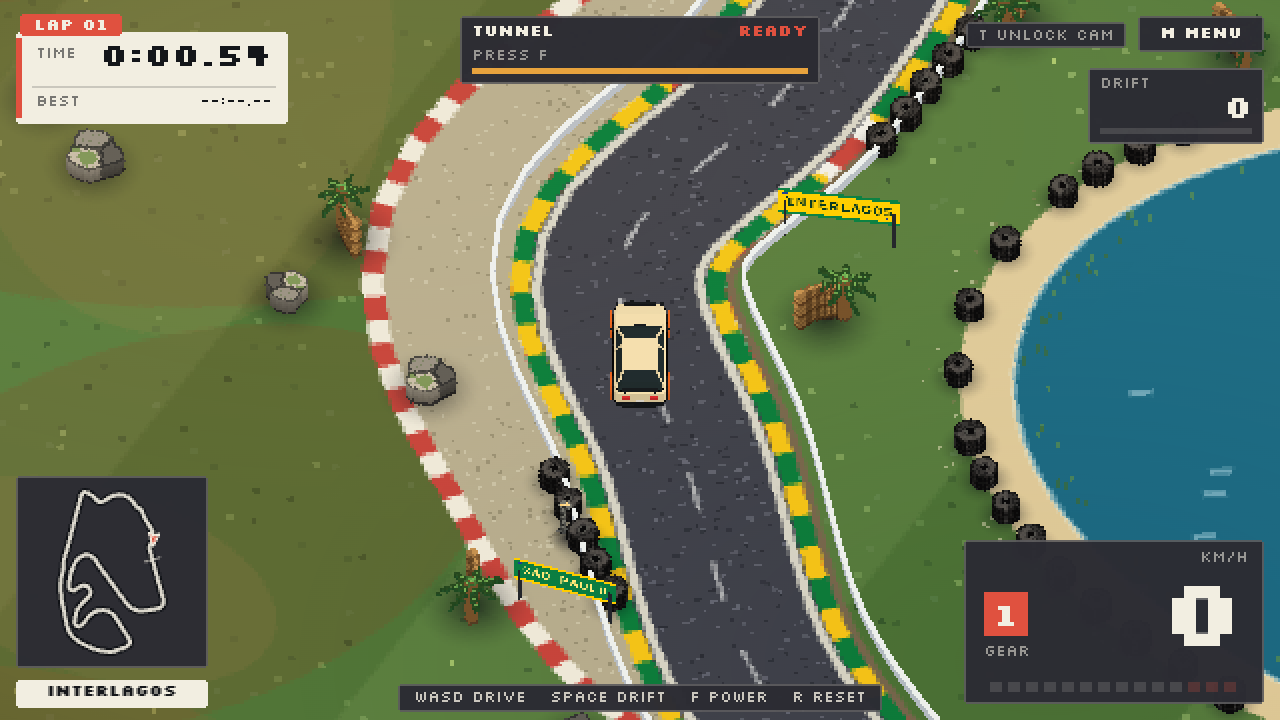 LAP 01
TIME 0:00.54
BEST --:--.--
TUNNEL READY
PRESS F
T UNLOCK CAM
M MENU
DRIFT
0
INTERLAGOS
SAO PAULO
KM/H
1 0
GEAR
INTERLAGOS
WASD DRIVE SPACE DRIFT F POWER R RESET